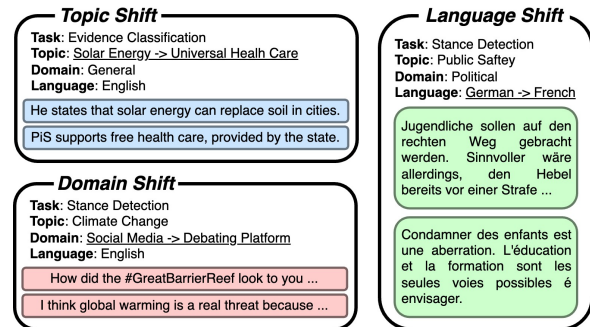 Topic Shift
Task: Evidence Classification
Topic: Solar Energy -> Universal Healh Care
Domain: General
Language: English
He states that solar energy can replace soil in cities.
PiS supports free health care, provided by the state.
Domain Shift
Task: Stance Detection
Topic: Climate Change
Domain: Social Media -> Debating Platform
Language: English
How did the #GreatBarrierReef look to you ...
I think global warming is a real threat because ...
Language Shift
Task: Stance Detection
Topic: Public Saftey
Domain: Political
Language: German -> French
Jugendliche sollen auf den
rechten Weg gebracht
werden. Sinnvoller wäre
allerdings, den Hebel
bereits vor einer Strafe ...
Condamner des enfants est
une aberration. L'éducation
et la formation sont les
seules voies possibles é
envisager.